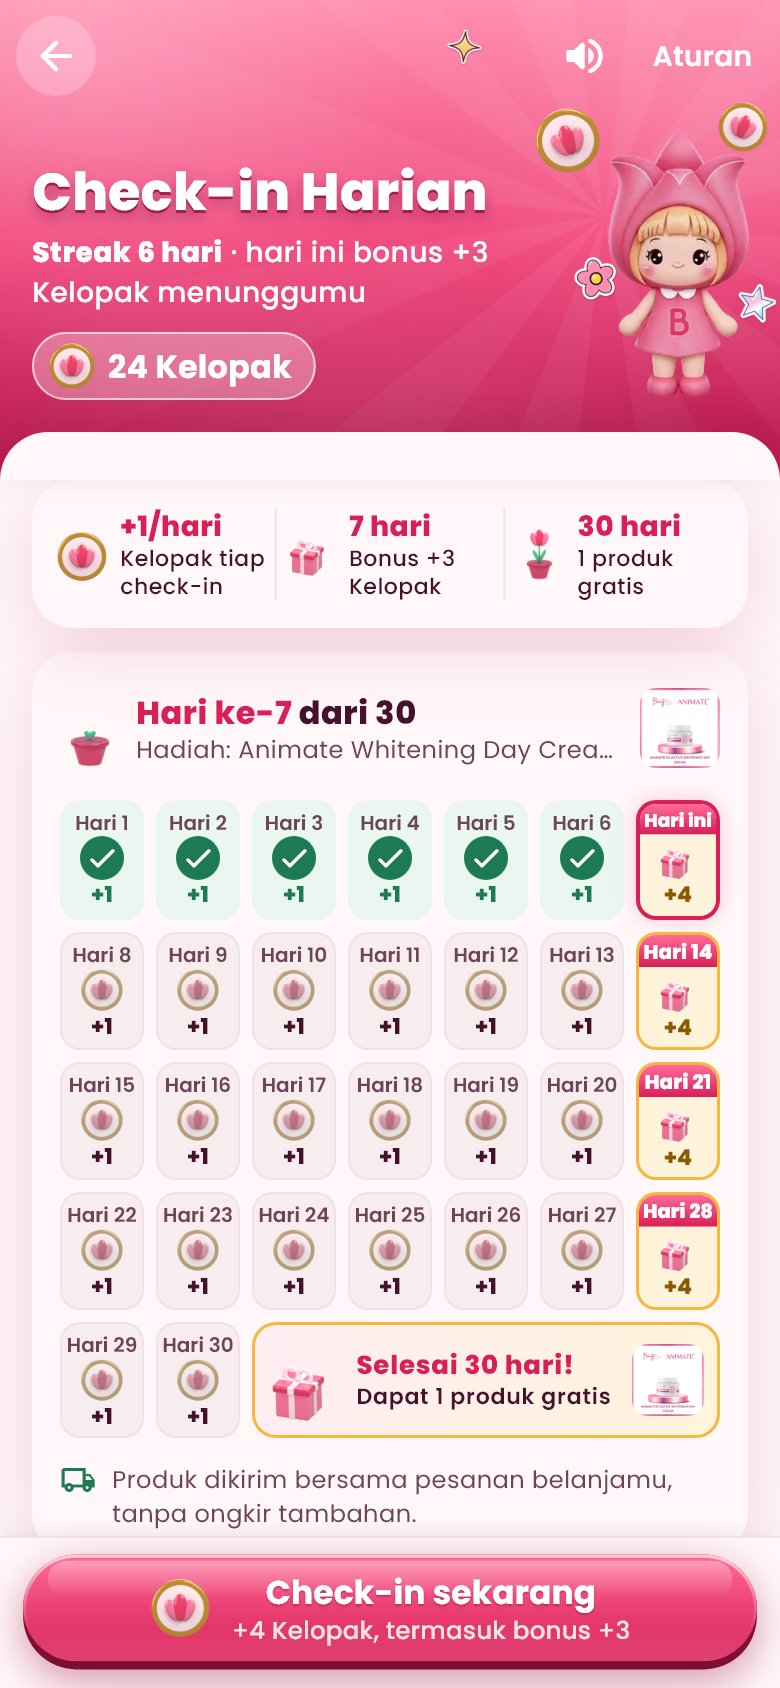 Aturan
Check-in Harian
Streak 6 hari · hari ini bonus +3
Kelopak menunggumu
24 Kelopak
B
+1/hari
Kelopak tiap
check-in
7 hari
Bonus +3
Kelopak
30 hari
1 produk
gratis
Hari ke-7 dari 30
Hadiah: Animate Whitening Day Crea...
ANIMATE
Hari 1 Hari 2 Hari 3 Hari 4 Hari 5 Hari 6 Hari ini
+1 +1 +1 +1 +1 +1 +4
Hari 8 Hari 9 Hari 10 Hari 11 Hari 12 Hari 13 Hari 14
+1 +1 +1 +1 +1 +1 +4
Hari 15 Hari 16 Hari 17 Hari 18 Hari 19 Hari 20 Hari 21
+1 +1 +1 +1 +1 +1 +4
Hari 22 Hari 23 Hari 24 Hari 25 Hari 26 Hari 27 Hari 28
+1 +1 +1 +1 +1 +1 +4
Hari 29 Hari 30
+1 +1
Selesai 30 hari!
Dapat 1 produk gratis
ANIMATE
Produk dikirim bersama pesanan belanjamu,
tanpa ongkir tambahan.
Check-in sekarang
+4 Kelopak, termasuk bonus +3